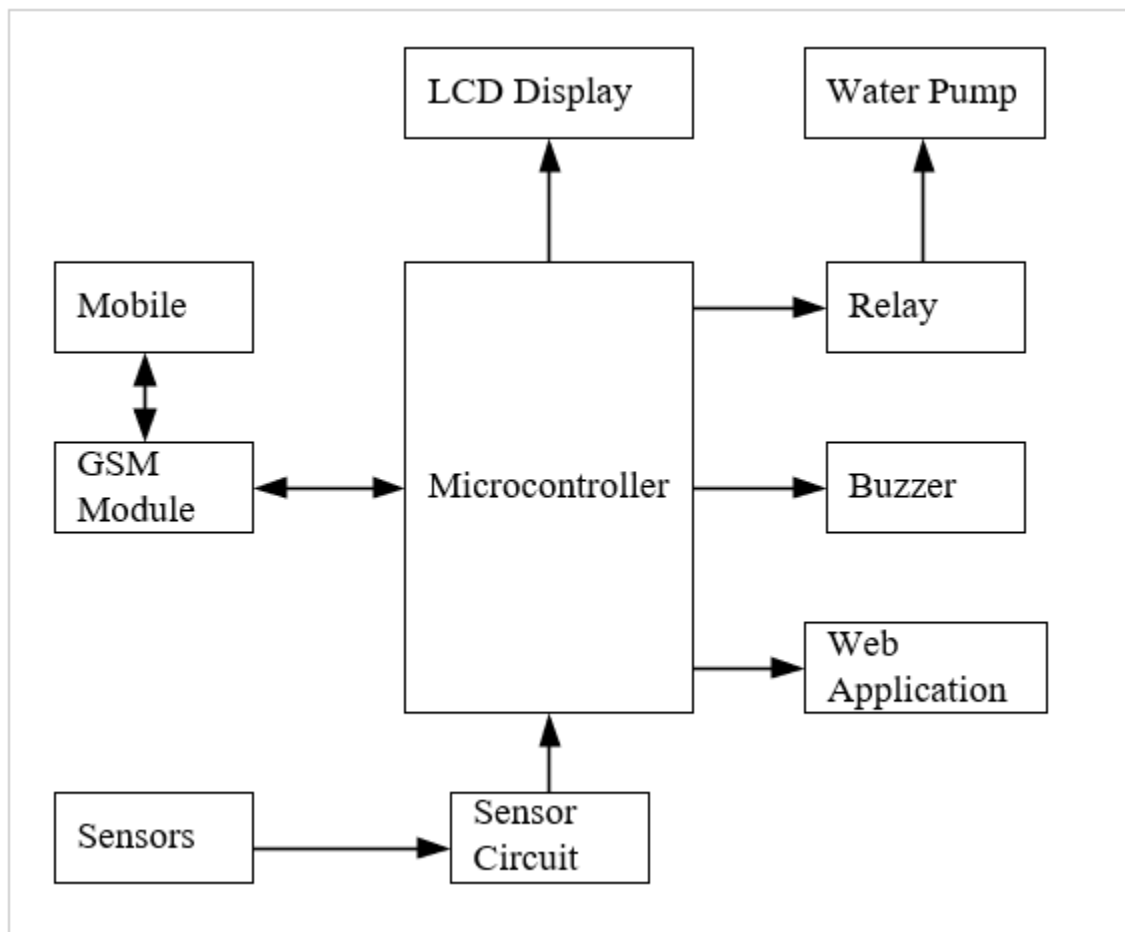 LCD Display
Water Pump
Mobile
Relay
GSM
Module
Microcontroller
Buzzer
Web
Application
Sensors
Sensor
Circuit